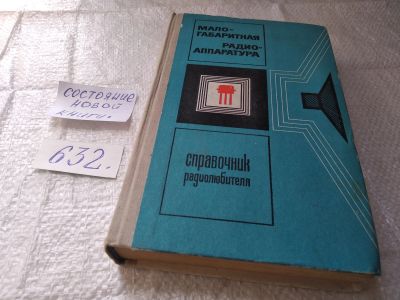 МАЛО-
ГАБАРИТНАЯ
РАДИО-
АППАРАТУРА
справочник
радиолюбителя
СОСТОЯНИЕ
НОВОЙ
КНИГИ.
632.